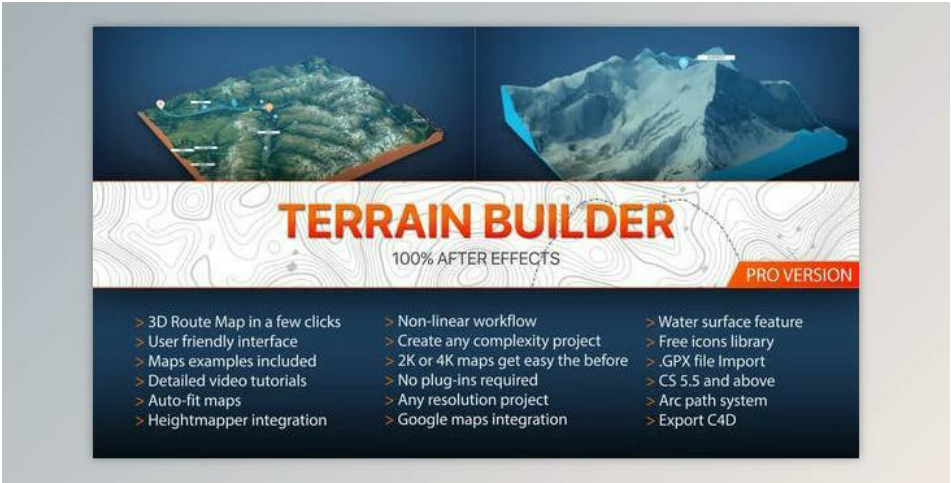 TERRAIN BUILDER
100% AFTER EFFECTS
PRO VERSION
> 3D Route Map in a few clicks
> User friendly interface
> Maps examples included
> Detailed video tutorials
> Auto-fit maps
> Heightmapper integration
> Non-linear workflow
> Create any complexity project
> 2K or 4K maps get easy the before
> No plug-ins required
> Any resolution project
> Google maps integration
> Water surface feature
> Free icons library
> .GPX file Import
> CS 5.5 and above
> Arc path system
> Export C4D